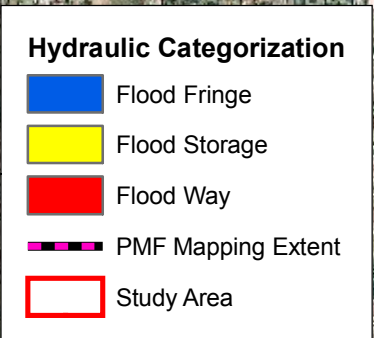 Hydraulic Categorization
Flood Fringe
Flood Storage
Flood Way
PMF Mapping Extent
Study Area